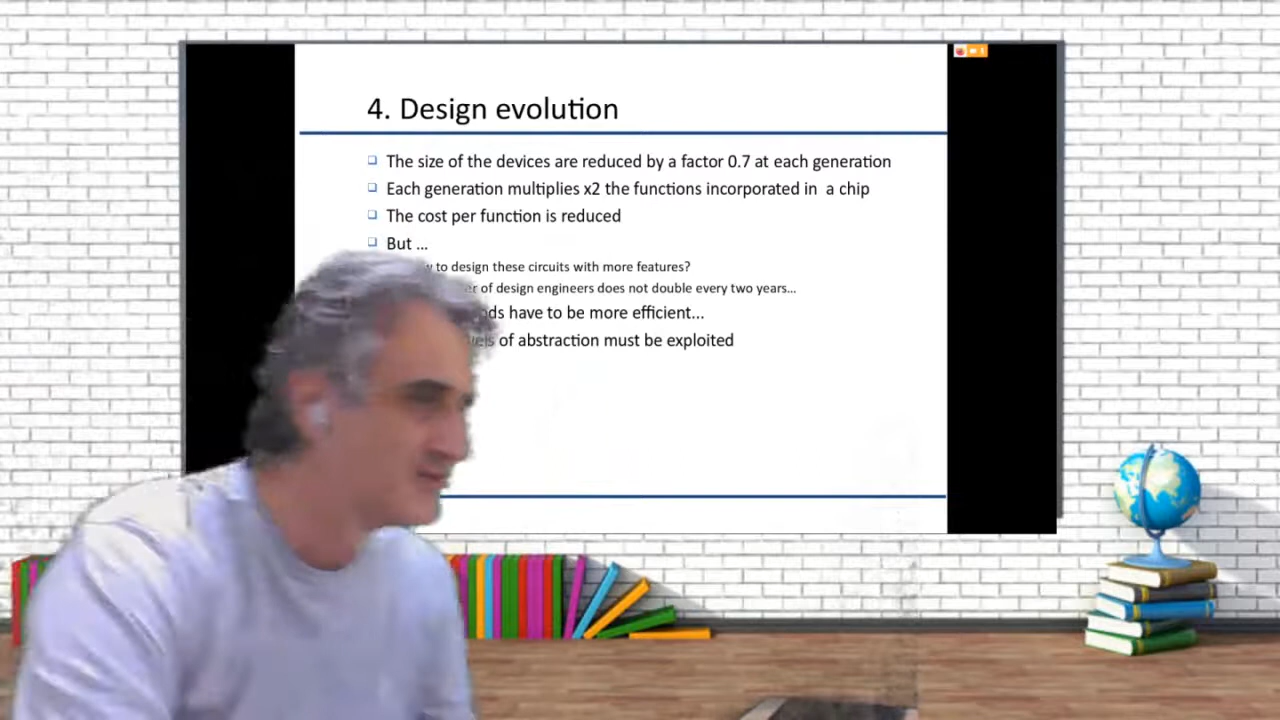 4. Design evolution
The size of the devices are reduced by a factor 0.7 at each generation
Each generation multiplies x2 the functions incorporated in a chip
The cost per function is reduced
But ...
to design these circuits with more features?
of design engineers does not double every two years...
have to be more efficient...
of abstraction must be exploited